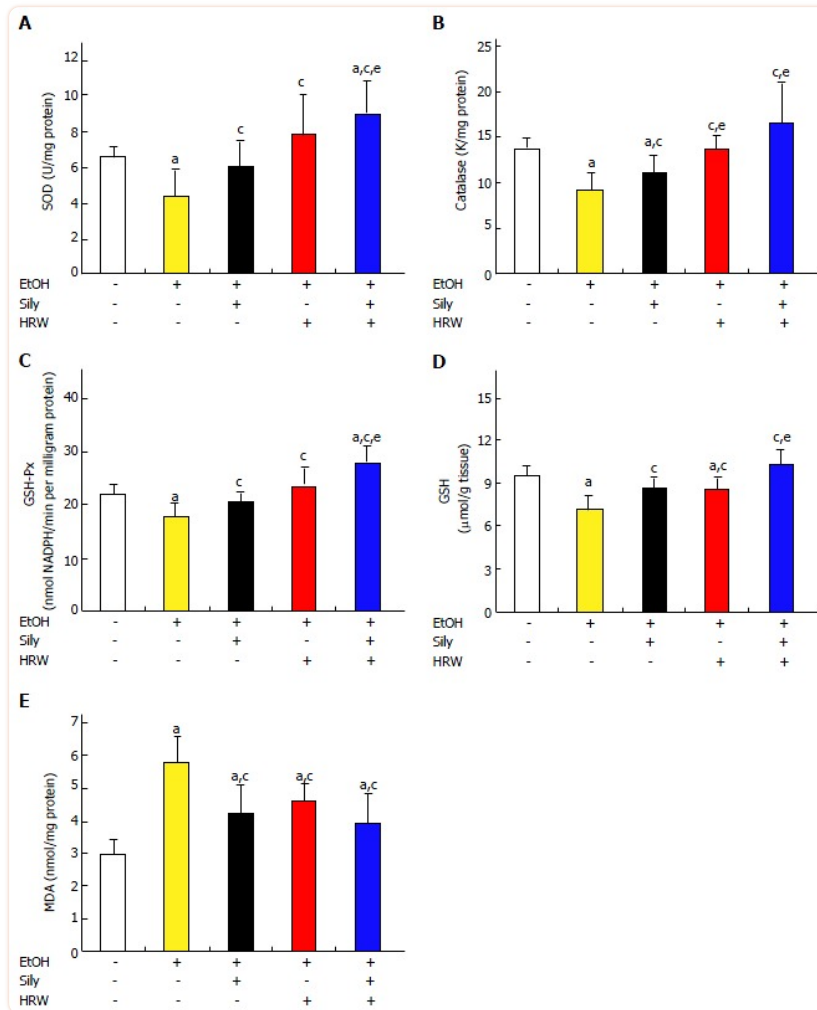 A
SOD (U/mg protein)
12
10
8
6
4
2
0
a
c
c
a,c,e
EtOH - + + + +
Sily - - + - +
HRW - - - + +
B
Catalase (K/mg protein)
25
20
15
10
5
0
a
a,c
c,e
c,e
- + + + +
- - + - +
- - - + +
C
GSH-Px
(nmol NADPH/min per milligram protein)
40
30
20
10
0
a
c
c
a,c,e
EtOH - + + + +
Sily - - + - +
HRW - - - + +
D
GSH
(μmol/g tissue)
15
12
9
6
3
0
a
c
a,c
c,e
EtOH - + + + +
Sily - - + - +
HRW - - - + +
E
MDA (nmol/mg protein)
7
6
5
4
3
2
1
0
a
a,c
a,c
a,c
EtOH - + + + +
Sily - - + - +
HRW - - - + +